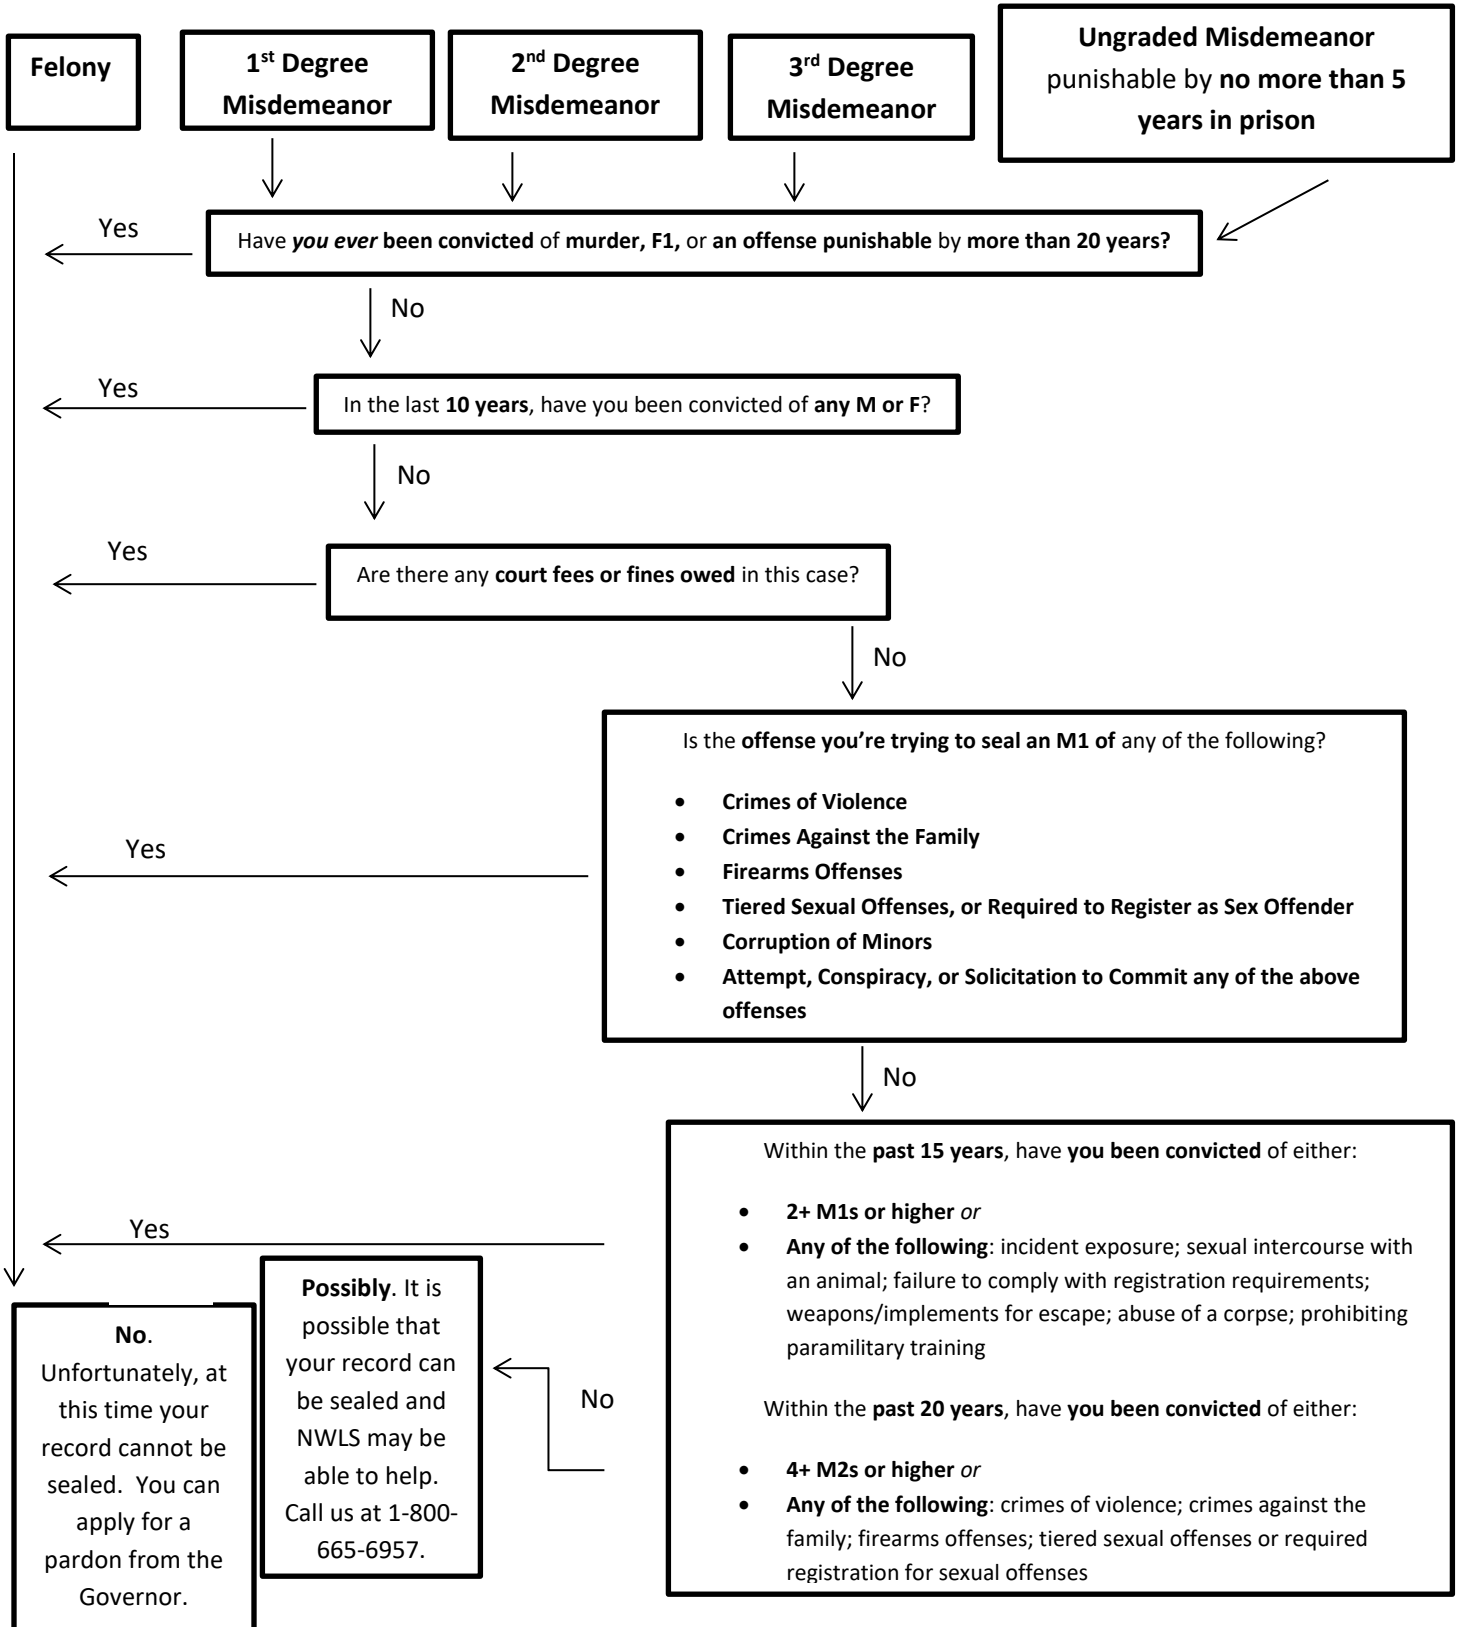 Felony
1st Degree
Misdemeanor
2nd Degree
Misdemeanor
3rd Degree
Misdemeanor
Ungraded Misdemeanor
punishable by no more than 5
years in prison
Yes
Have you ever been convicted of murder, F1, or an offense punishable by more than 20 years?
No
Yes
In the last 10 years, have you been convicted of any M or F?
No
Yes
Are there any court fees or fines owed in this case?
No
Is the offense you're trying to seal an M1 of any of the following?
• Crimes of Violence
• Crimes Against the Family
• Firearms Offenses
• Tiered Sexual Offenses, or Required to Register as Sex Offender
• Corruption of Minors
• Attempt, Conspiracy, or Solicitation to Commit any of the above
offenses
Yes
No
Within the past 15 years, have you been convicted of either:
• 2+ M1s or higher or
• Any of the following: incident exposure; sexual intercourse with
an animal; failure to comply with registration requirements;
weapons/implements for escape; abuse of a corpse; prohibiting
paramilitary training
Within the past 20 years, have you been convicted of either:
• 4+ M2s or higher or
• Any of the following: crimes of violence; crimes against the
family; firearms offenses; tiered sexual offenses or required
registration for sexual offenses
Yes
No
Possibly. It is
possible that
your record can
be sealed and
NWLS may be
able to help.
Call us at 1-800-
665-6957.
No.
Unfortunately, at
this time your
record cannot be
sealed. You can
apply for a
pardon from the
Governor.